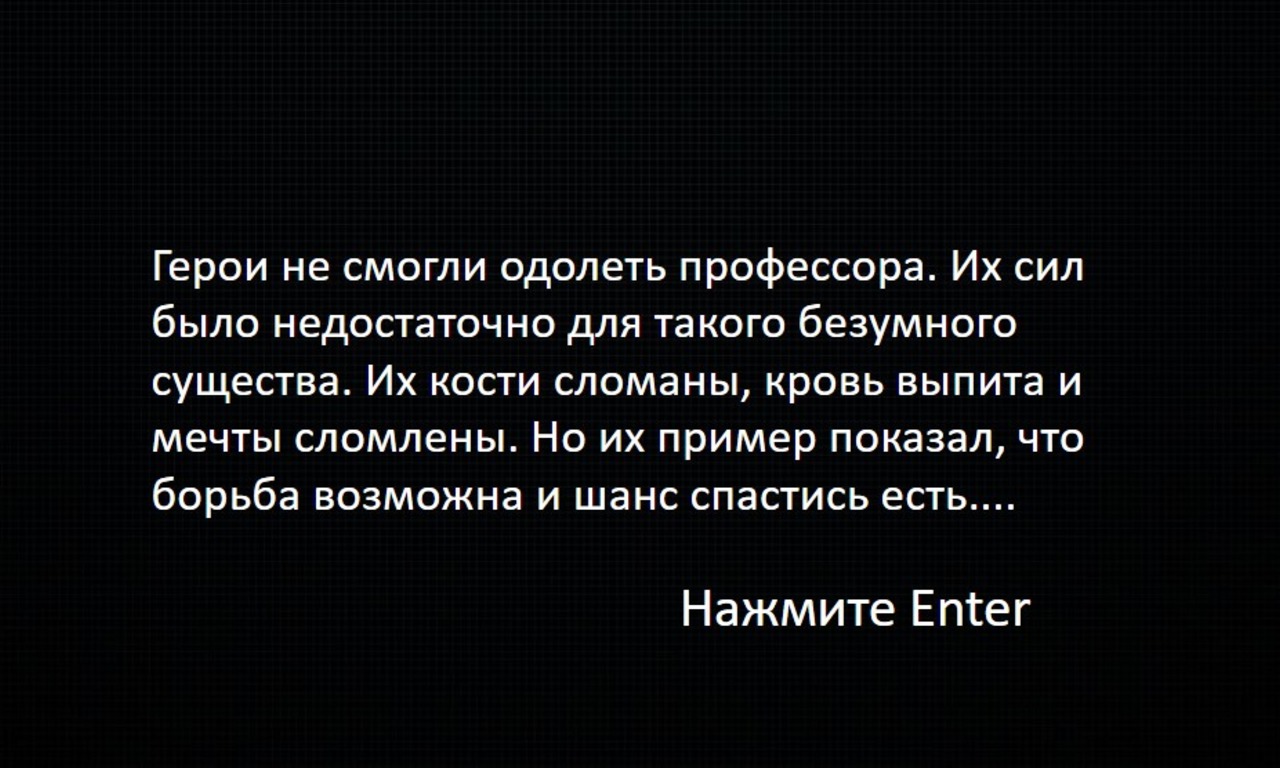 Герои не смогли одолеть профессора. Их сил
было недостаточно для такого безумного
существа. Их кости сломаны, кровь выпита и
мечты сломлены. Но их пример показал, что
борьба возможна и шанс спастись есть....
Нажмите Enter